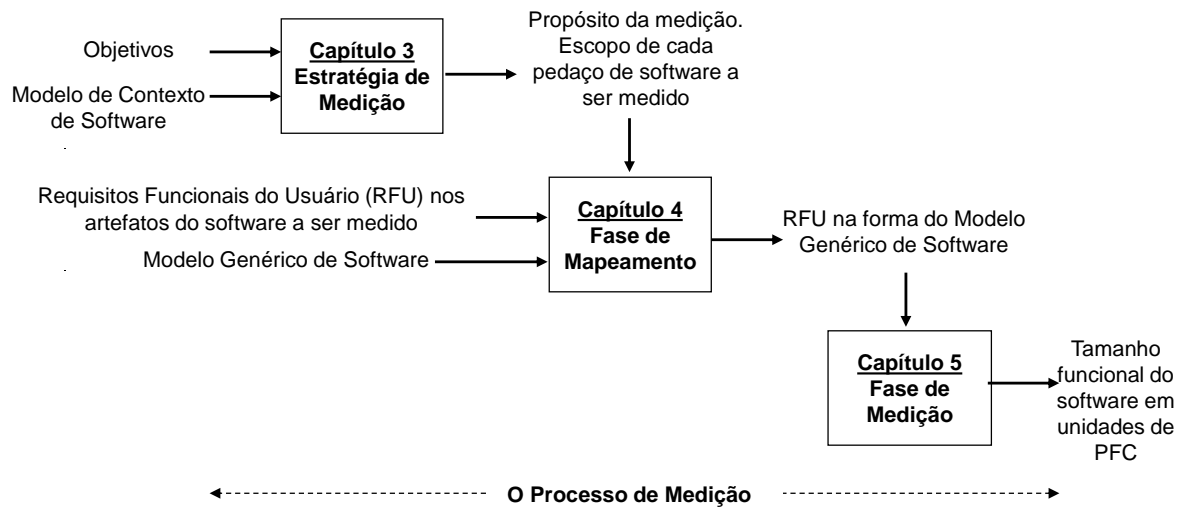 Objetivos
Modelo de Contexto
de Software
Capítulo 3
Estratégia de
Medição
Propósito da medição.
Escopo de cada
pedaço de software a
ser medido
Requisitos Funcionais do Usuário (RFU) nos
artefatos do software a ser medido
Modelo Genérico de Software
Capítulo 4
Fase de
Mapeamento
RFU na forma do Modelo
Genérico de Software
Capítulo 5
Fase de
Medição
Tamanho
funcional do
software em
unidades de
PFC
O Processo de Medição